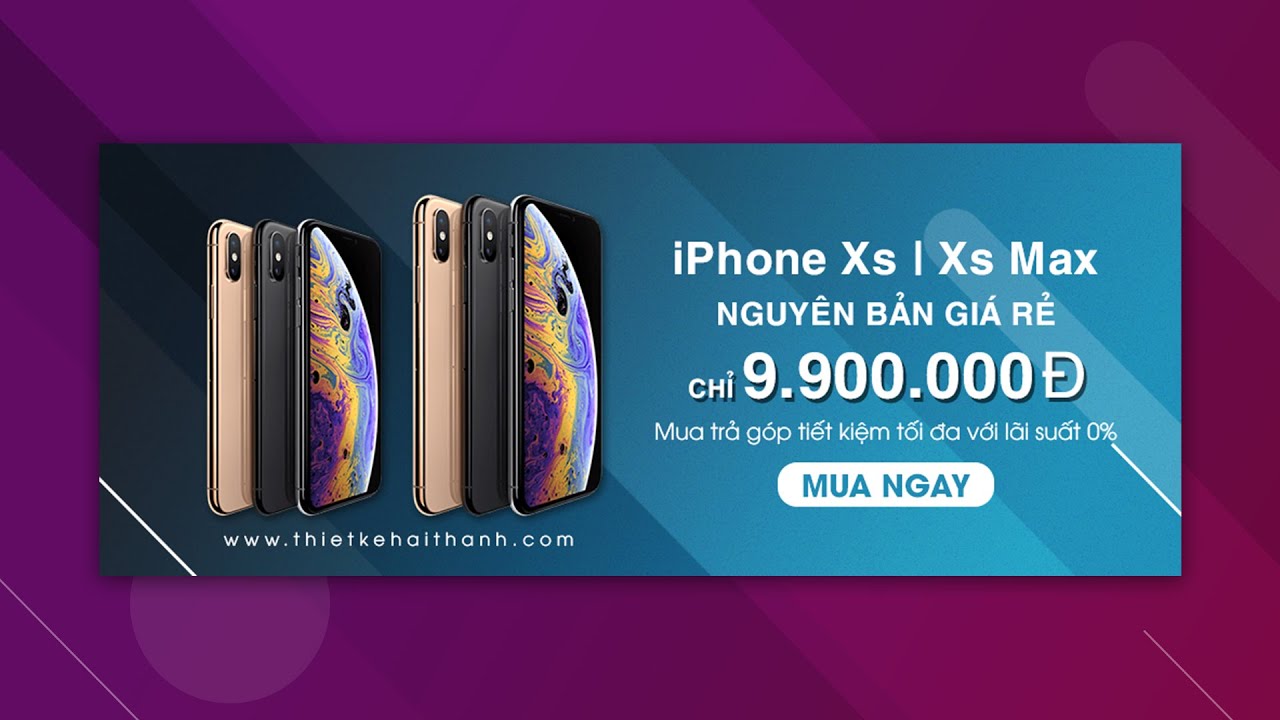 iPhone Xs | Xs Max
NGUYÊN BẢN GIÁ RẺ
CHỈ 9.900.000 Đ
Mua trả góp tiết kiệm tối đa với lãi suất 0%
MUA NGAY
www.thietkehaithanh.com